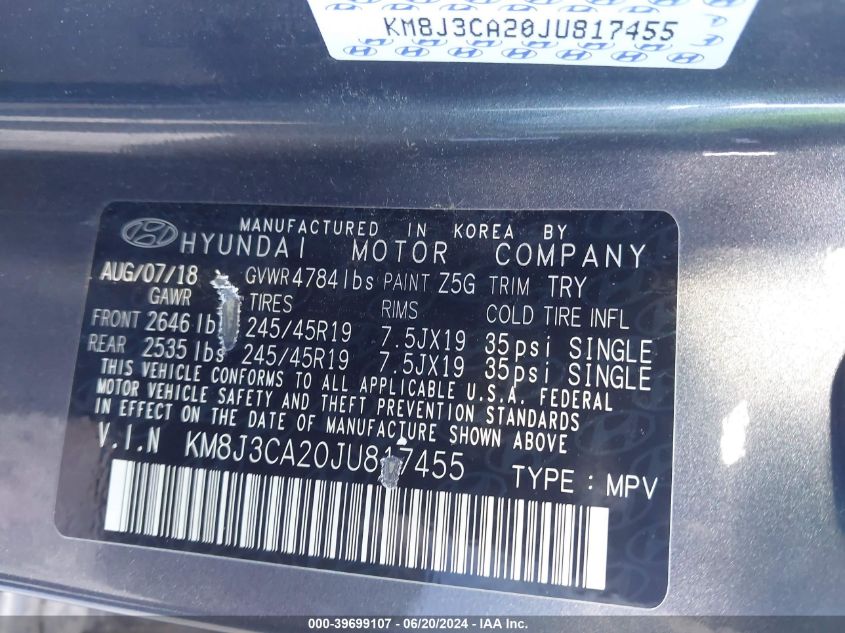 KM8J3CA20JU817455
MANUFACTURED IN KOREA BY
HYUNDAI MOTOR COMPANY
AUG/07/18 GVWR 4784 lbs PAINT Z5G TRIM TRY
GAWR TIRES RIMS COLD TIRE INFL
FRONT 2646 lb 245/45R19 7.5JX19 35psi SINGLE
REAR 2535 lbs 245/45R19 7.5JX19 35psi SINGLE
THIS VEHICLE CONFORMS TO ALL APPLICABLE U.S.A. FEDERAL
MOTOR VEHICLE SAFETY AND THEFT PREVENTION STANDARDS
IN EFFECT ON THE DATE OF MANUFACTURE SHOWN ABOVE
V.I.N KM8J3CA20JU817455
TYPE : MPV
000-39699107 - 06/20/2024 - IAA Inc.